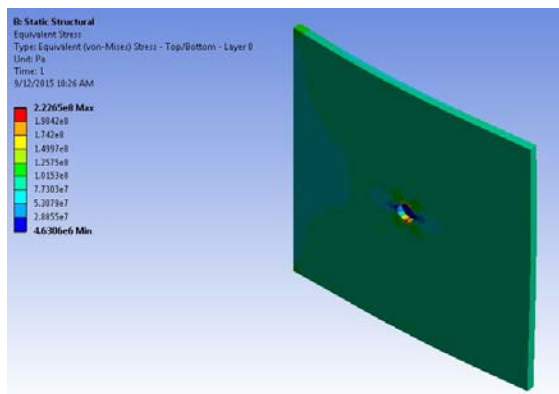 B: Static Structural
Equivalent Stress
Type: Equivalent (von-Mises) Stress - Top/Bottom - Layer 0
Unit: Pa
Time: 1
9/12/2015 10:26 AM
2.2265e8 Max
1.9842e8
1.742e8
1.4997e8
1.2575e8
1.0153e8
7.7303e7
5.2079e7
2.8855e7
4.6306e6 Min